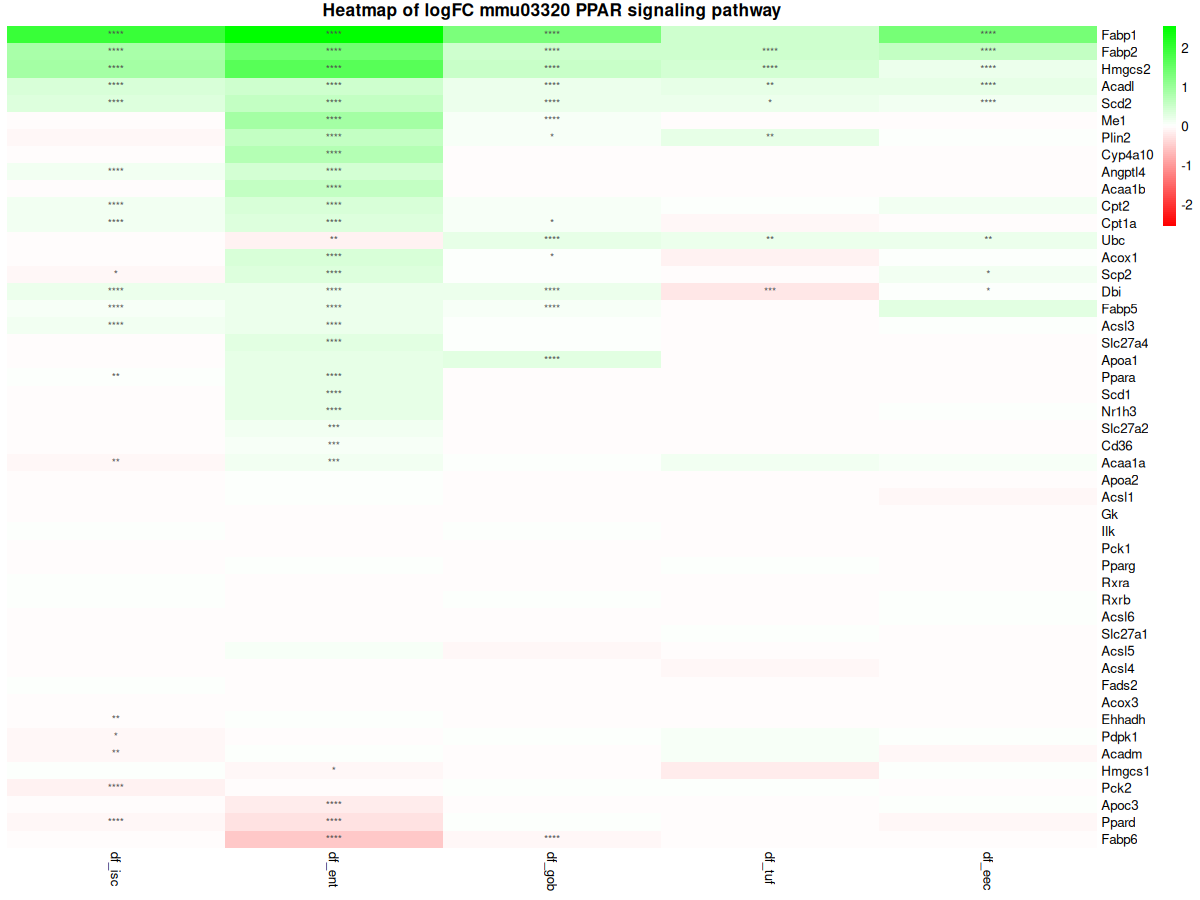 Heatmap of logFC mmu03320 PPAR signaling pathway
**** **** **** **** Fabp1
**** **** **** **** **** Fabp2
**** **** **** **** **** Hmgcs2
**** **** **** ** **** Acadl
**** **** **** * **** Scd2
**** **** Me1
**** * ** Plin2
**** Cyp4a10
**** **** Angptl4
**** Acaa1b
**** **** Cpt2
**** **** * Cpt1a
** **** ** ** Ubc
**** * Acox1
* **** * Scp2
**** **** **** *** * Dbi
**** **** **** Fabp5
**** **** Acsl3
**** Slc27a4
**** Apoa1
** **** Ppara
**** Scd1
**** Nr1h3
*** Slc27a2
*** Cd36
** *** Acaa1a
Apoa2
Acsl1
Gk
Ilk
Pck1
Pparg
Rxra
Rxrb
Acsl6
Slc27a1
Acsl5
Acsl4
Fads2
Acox3
** Ehhadh
* Pdpk1
** Acadm
* Hmgcs1
**** Pck2
**** Apoc3
**** **** Ppard
**** **** Fabp6
df_isc df_ent df_gob df_tuf df_eec
2
1
0
-1
-2